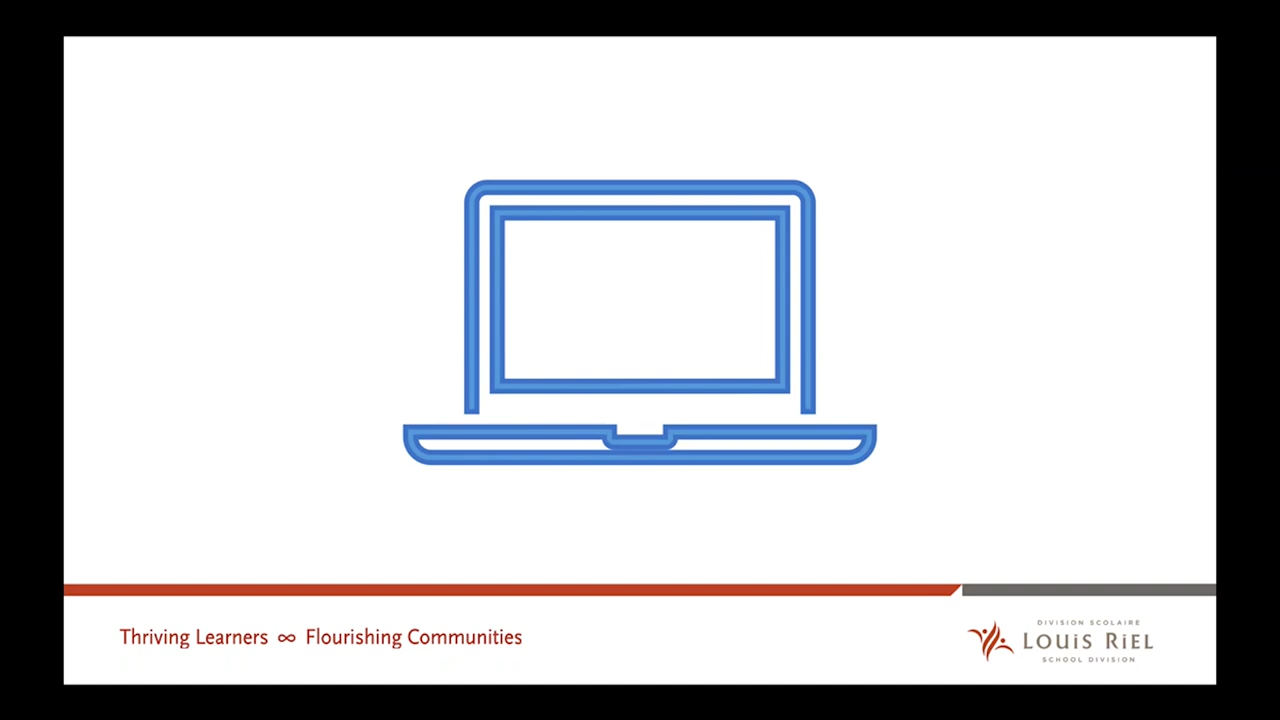 Thriving Learners ∞ Flourishing Communities
DIVISION SCOLAIRE
LOUIS RIEL
SCHOOL DIVISION